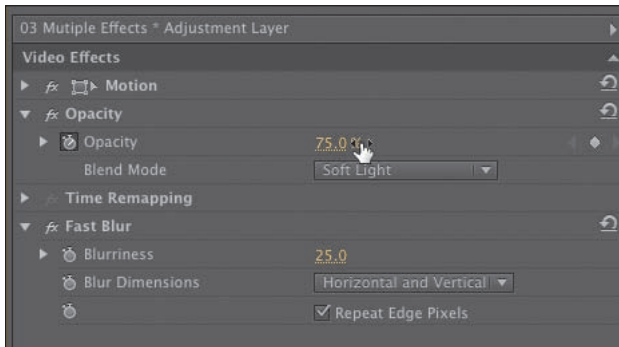 03 Mutiple Effects * Adjustment Layer
Video Effects
fx Motion
fx Opacity
Opacity 75.0 %
Blend Mode Soft Light
Time Remapping
fx Fast Blur
Blurriness 25.0
Blur Dimensions Horizontal and Vertical
Repeat Edge Pixels